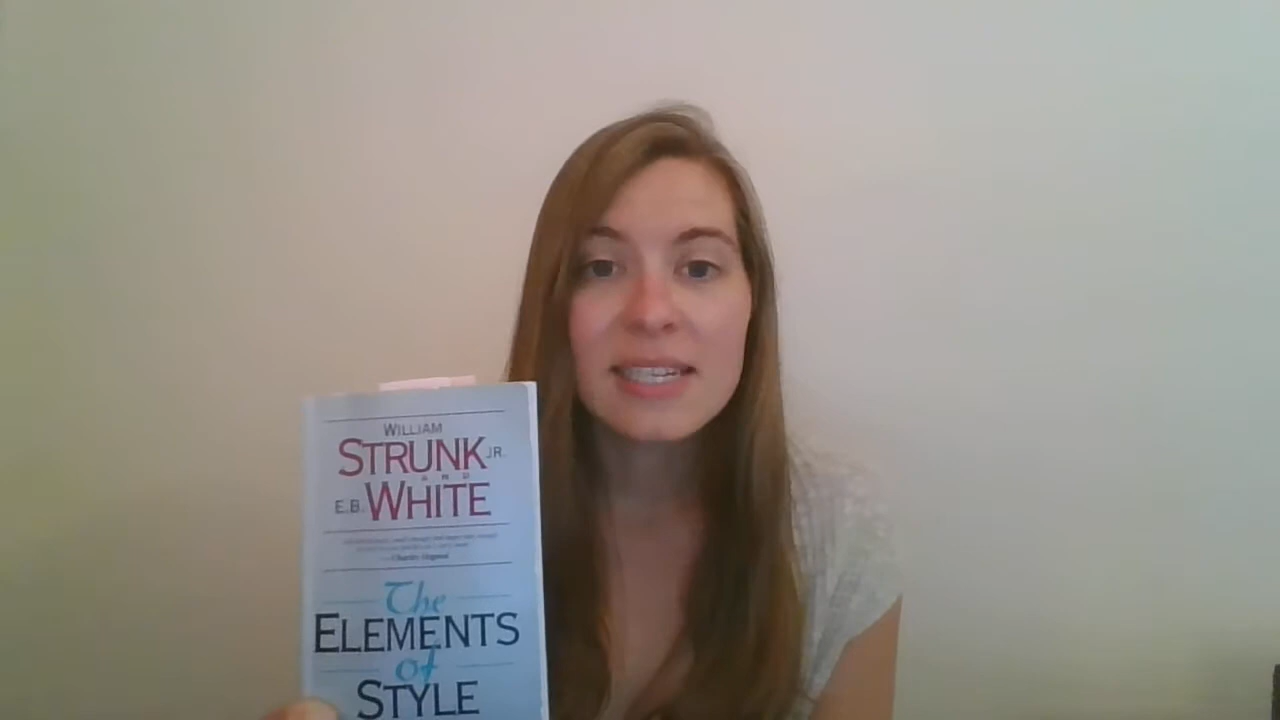 WILLIAM
STRUNK JR.
AND
E.B. WHITE
The
ELEMENTS
of
STYLE